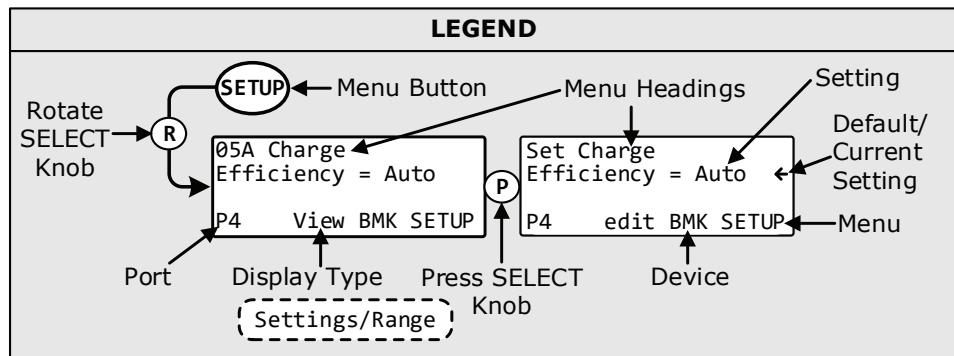 LEGEND
SETUP
Menu Button
Menu Headings
Setting
Rotate
SELECT
Knob
R
Default/
Current
Setting
05A Charge
Efficiency = Auto
P4 View BMK SETUP
P
Set Charge
Efficiency = Auto ←
P4 edit BMK SETUP
Menu
Port
Display Type
Press SELECT
Knob
Device
Settings/Range